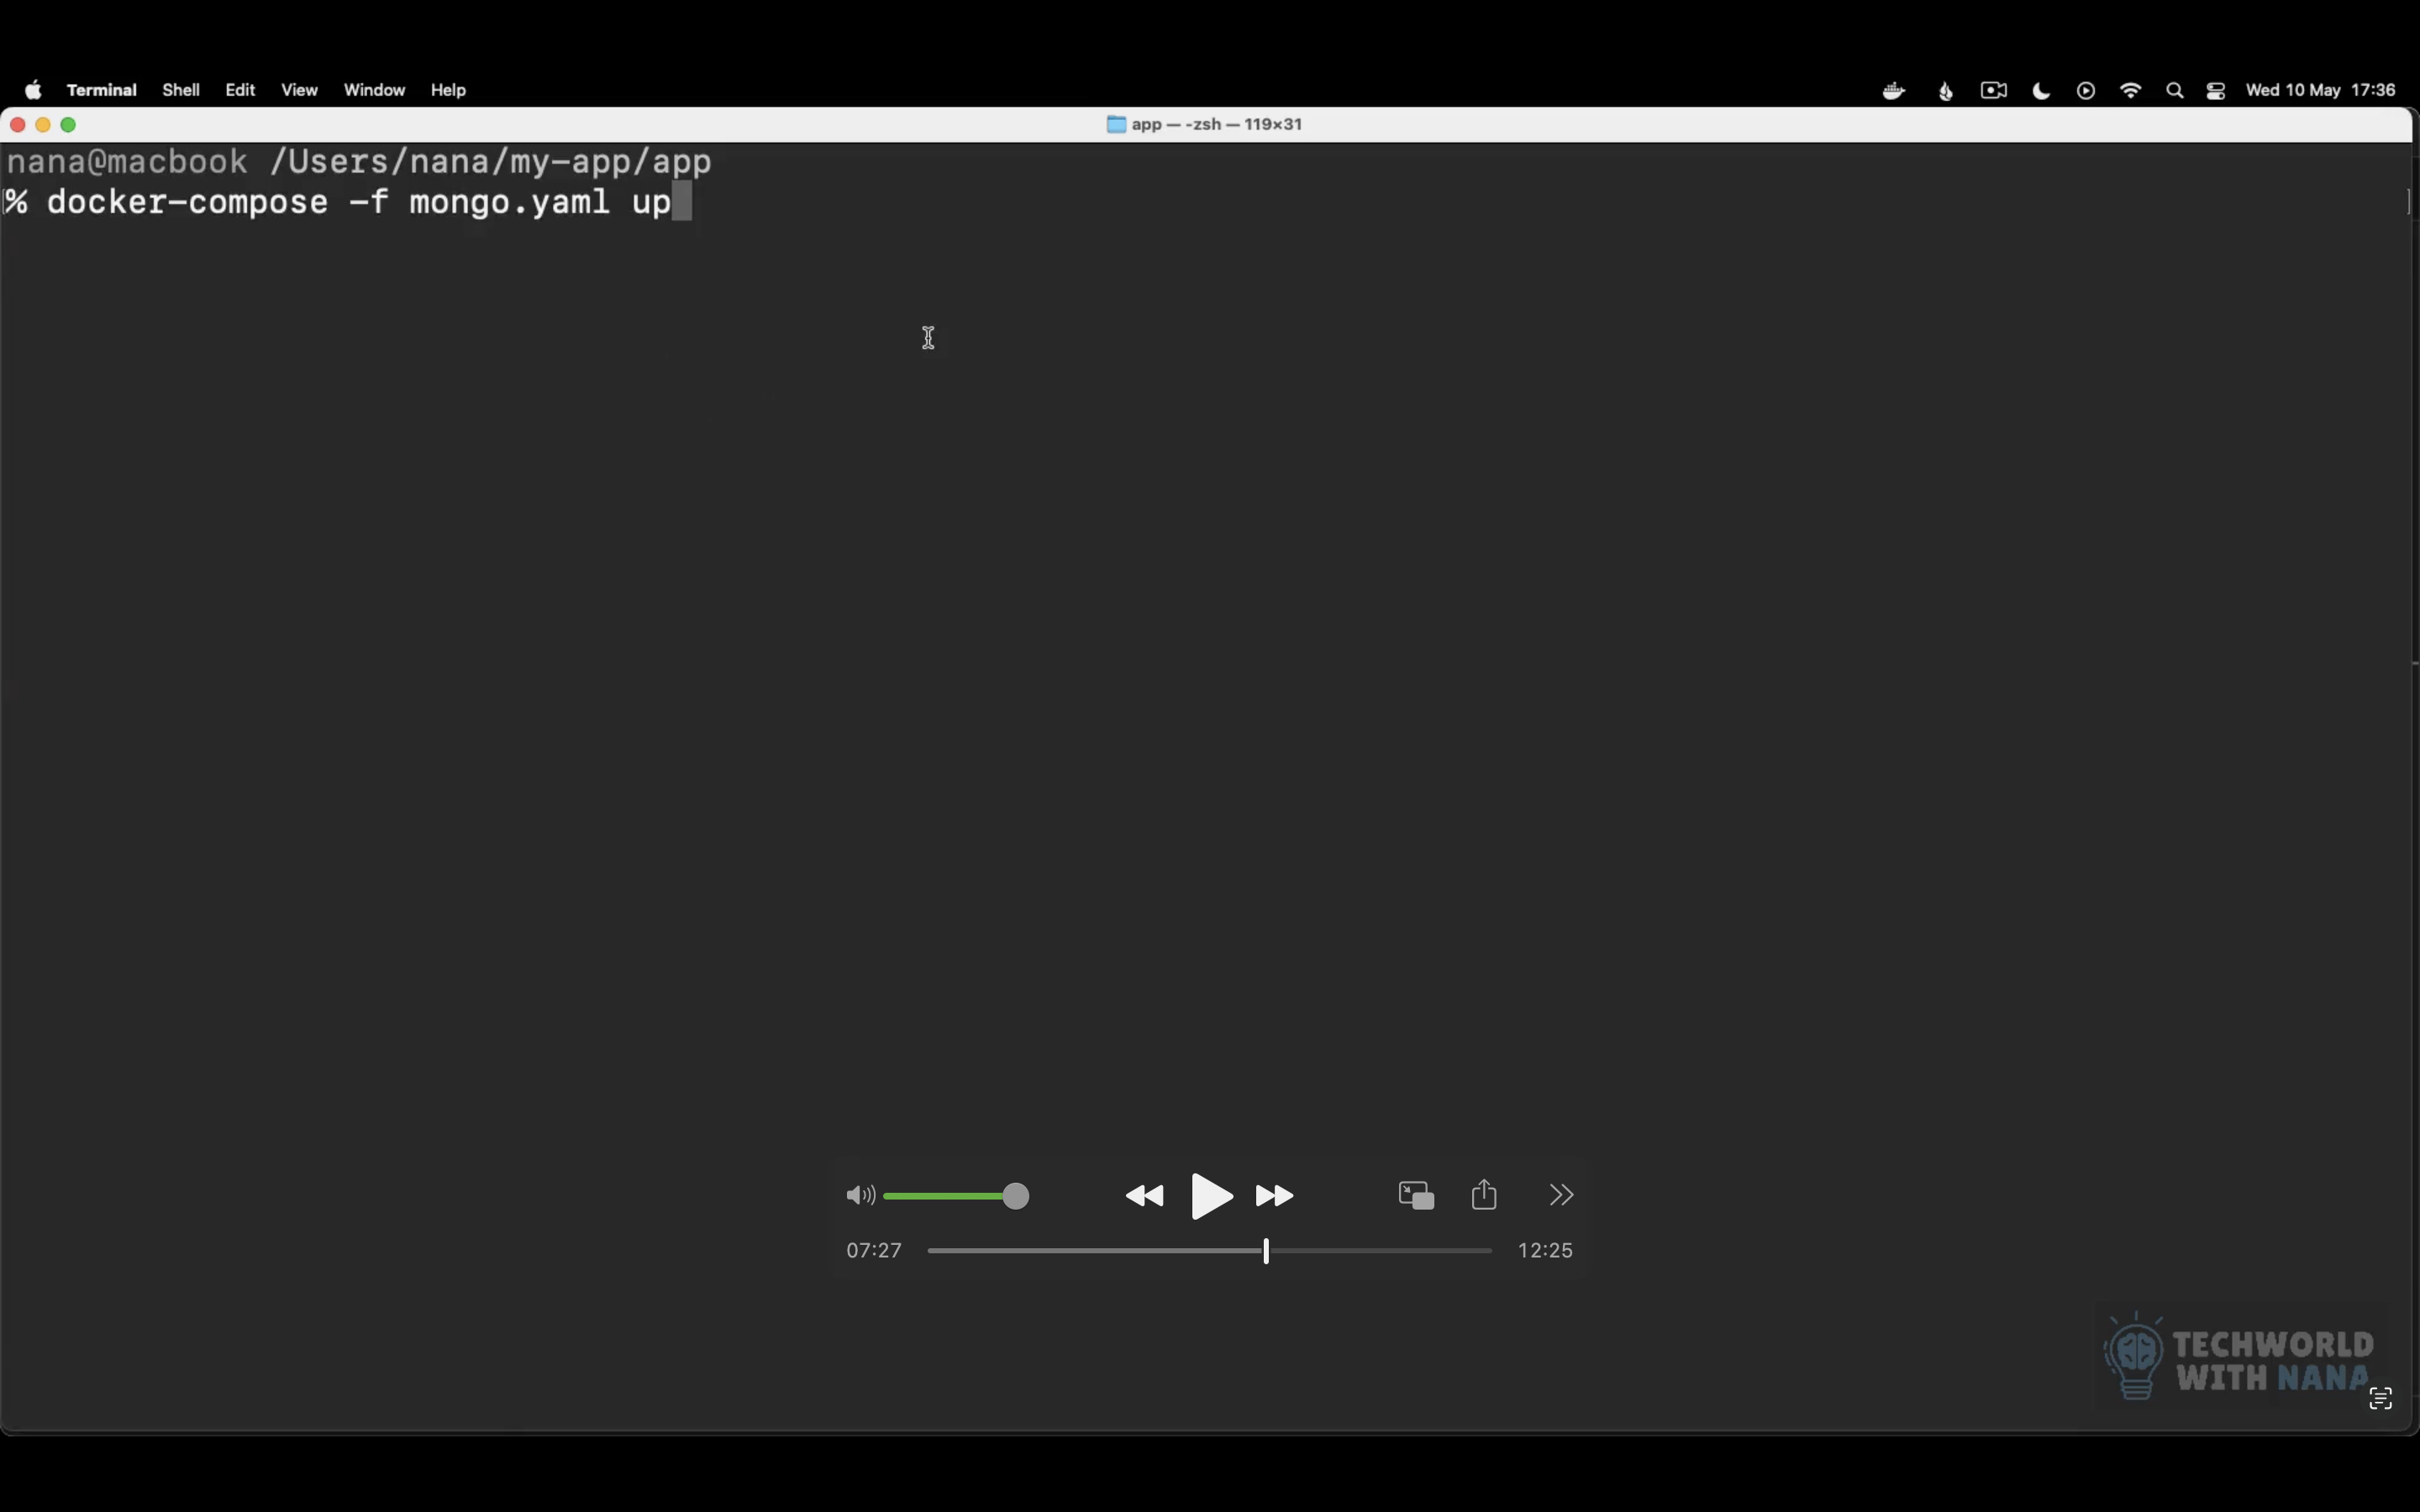 Terminal Shell Edit View Window Help Wed 10 May 17:36
app — -zsh — 119×31
nana@macbook /Users/nana/my-app/app
% docker-compose -f mongo.yaml up
07:27 12:25
TECHWORLD
WITH NANA